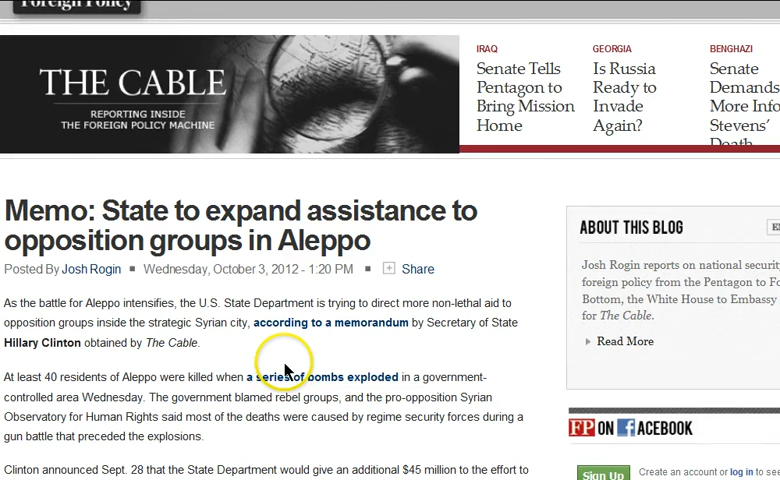 Foreign Policy
THE CABLE
REPORTING INSIDE
THE FOREIGN POLICY MACHINE
IRAQ
Senate Tells
Pentagon to
Bring Mission
Home
GEORGIA
Is Russia
Ready to
Invade
Again?
BENGHAZI
Senate
Demands
More Info
Stevens'
Death
Memo: State to expand assistance to
opposition groups in Aleppo
Posted By Josh Rogin ■ Wednesday, October 3, 2012 - 1:20 PM ■ Share
As the battle for Aleppo intensifies, the U.S. State Department is trying to direct more non-lethal aid to
opposition groups inside the strategic Syrian city, according to a memorandum by Secretary of State
Hillary Clinton obtained by The Cable.
At least 40 residents of Aleppo were killed when a series of bombs exploded in a government-
controlled area Wednesday. The government blamed rebel groups, and the pro-opposition Syrian
Observatory for Human Rights said most of the deaths were caused by regime security forces during a
gun battle that preceded the explosions.
Clinton announced Sept. 28 that the State Department would give an additional $45 million to the effort to
ABOUT THIS BLOG
Josh Rogin reports on national security
foreign policy from the Pentagon to
Bottom, the White House to Embassy
for The Cable.
Read More
FP ON FACEBOOK
Sign Up
Create an account or log in to see